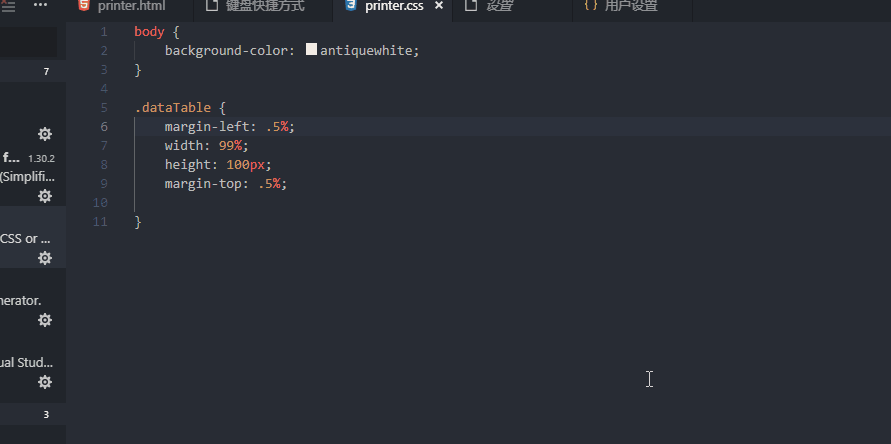 printer.html
键盘快捷方式
printer.css
设置
{ } 用户设置
7
f... 1.30.2
(Simplifi...
CSS or ...
nerator.
ual Stud...
3
1 body {
2 background-color: antiquewhite;
3 }
4
5 .dataTable {
6 margin-left: .5%;
7 width: 99%;
8 height: 100px;
9 margin-top: .5%;
10
11 }